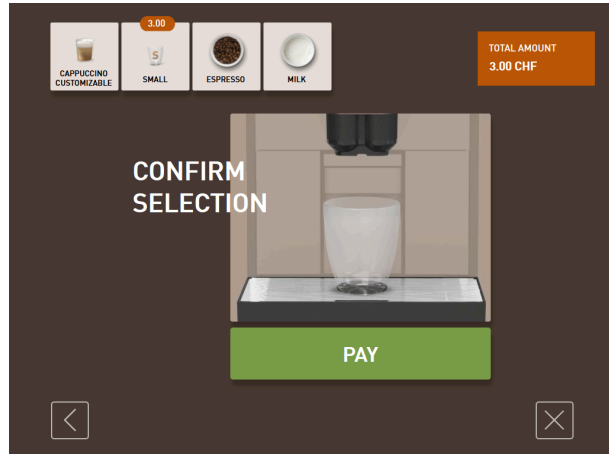 3.00
S
CAPPUCCINO
CUSTOMIZABLE
SMALL
ESPRESSO
MILK
TOTAL AMOUNT
3.00 CHF
CONFIRM
SELECTION
PAY